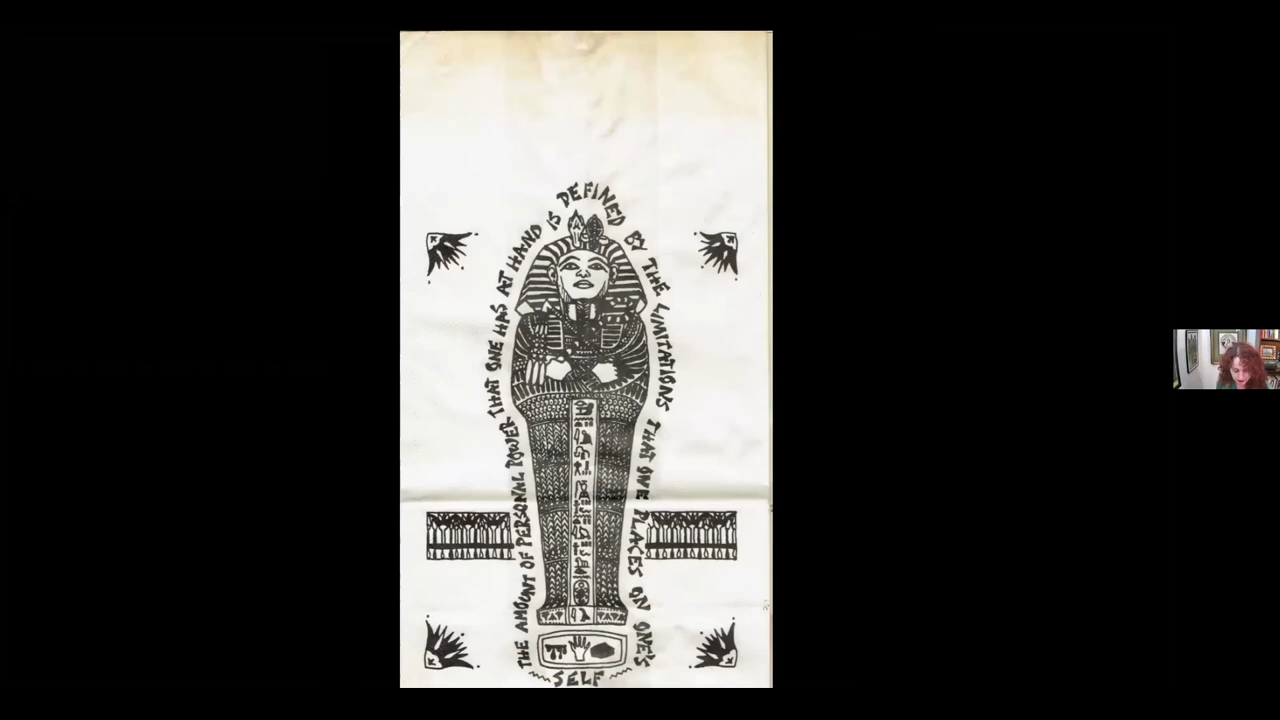 THE AMOUNT OF PERSONAL POWER THAT ONE HAS AT HAND IS DEFINED BY THE LIMITATIONS THAT ONE PLACES ON ONE'S
SELF